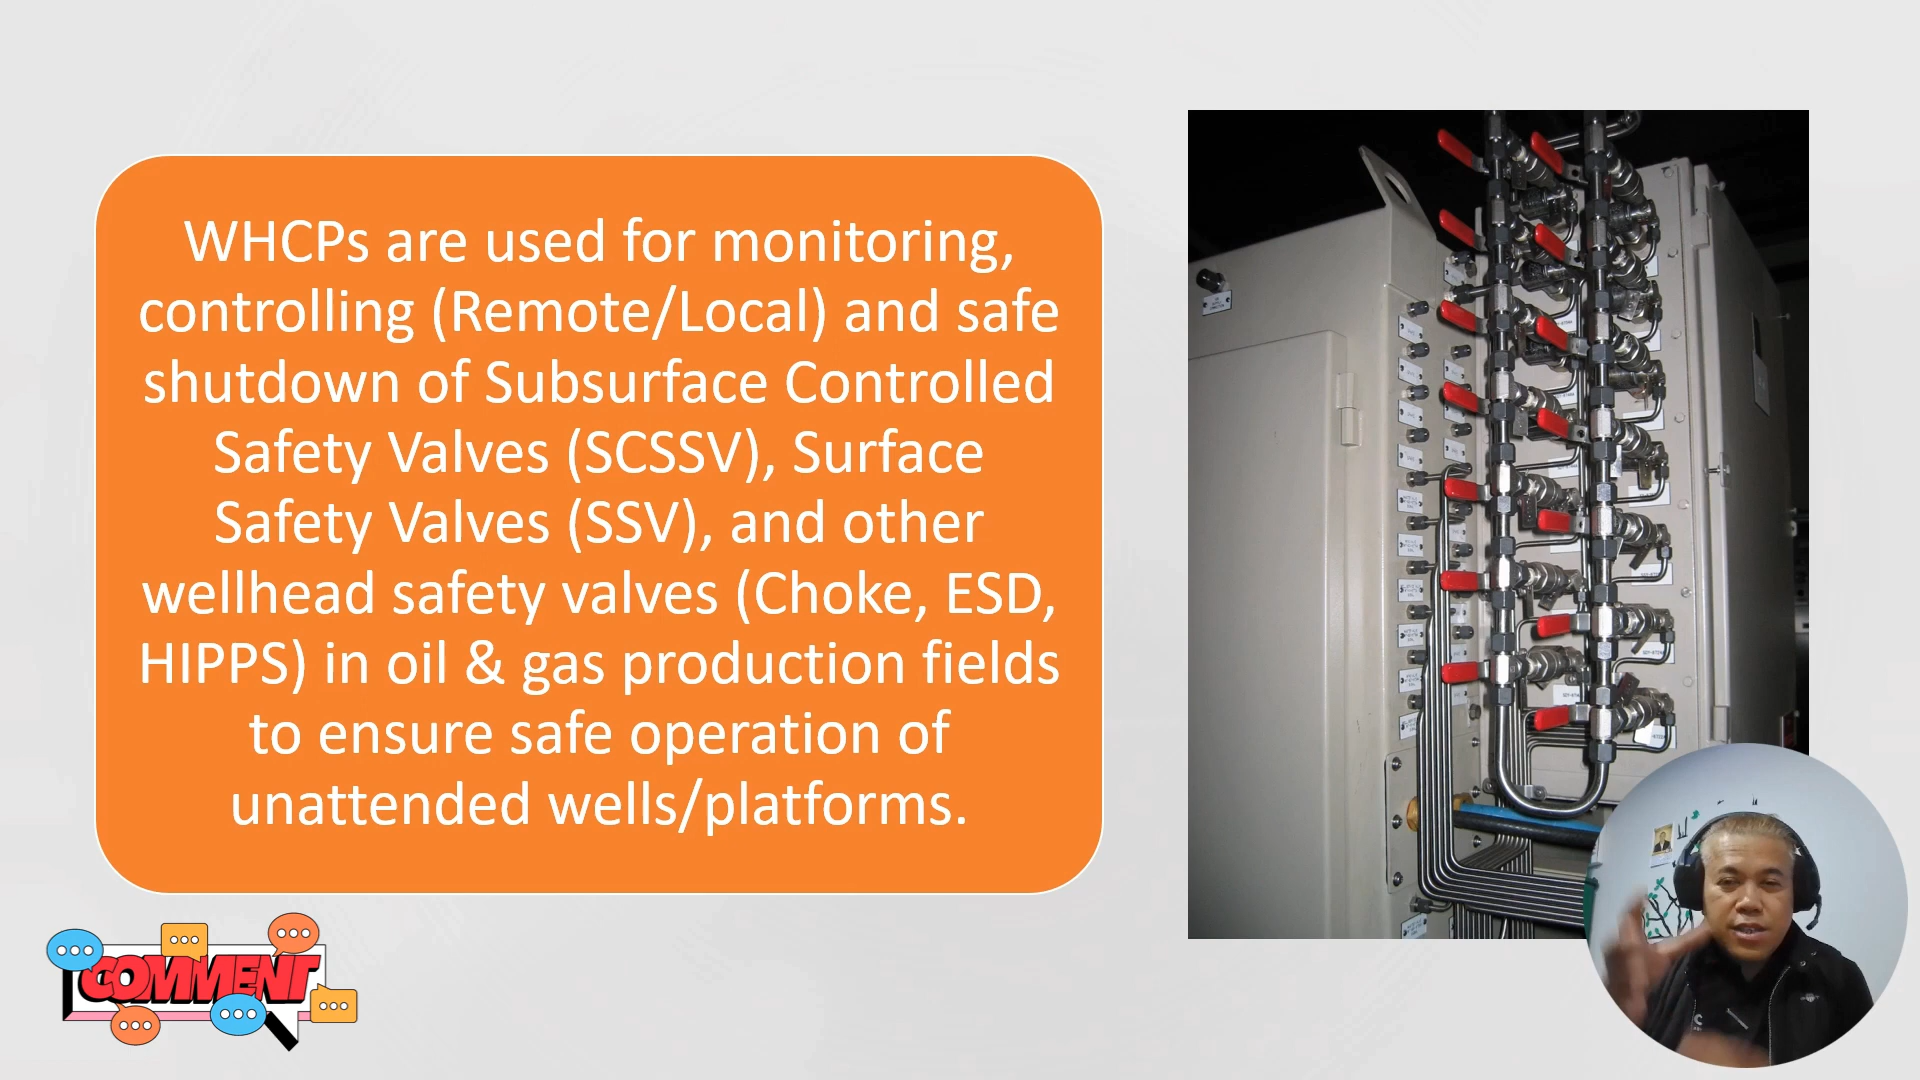 WHCPs are used for monitoring,
controlling (Remote/Local) and safe
shutdown of Subsurface Controlled
Safety Valves (SCSSV), Surface
Safety Valves (SSV), and other
wellhead safety valves (Choke, ESD,
HIPPS) in oil & gas production fields
to ensure safe operation of
unattended wells/platforms.
COMMENT